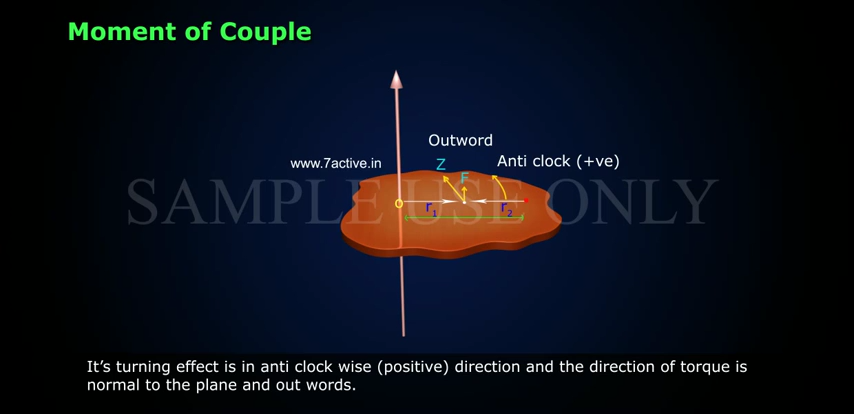 Moment of Couple
Outword
www.7active.in
Z
Anti clock (+ve)
F
SAMPLE USE ONLY
O
r1
r2
It's turning effect is in anti clock wise (positive) direction and the direction of torque is
normal to the plane and out words.